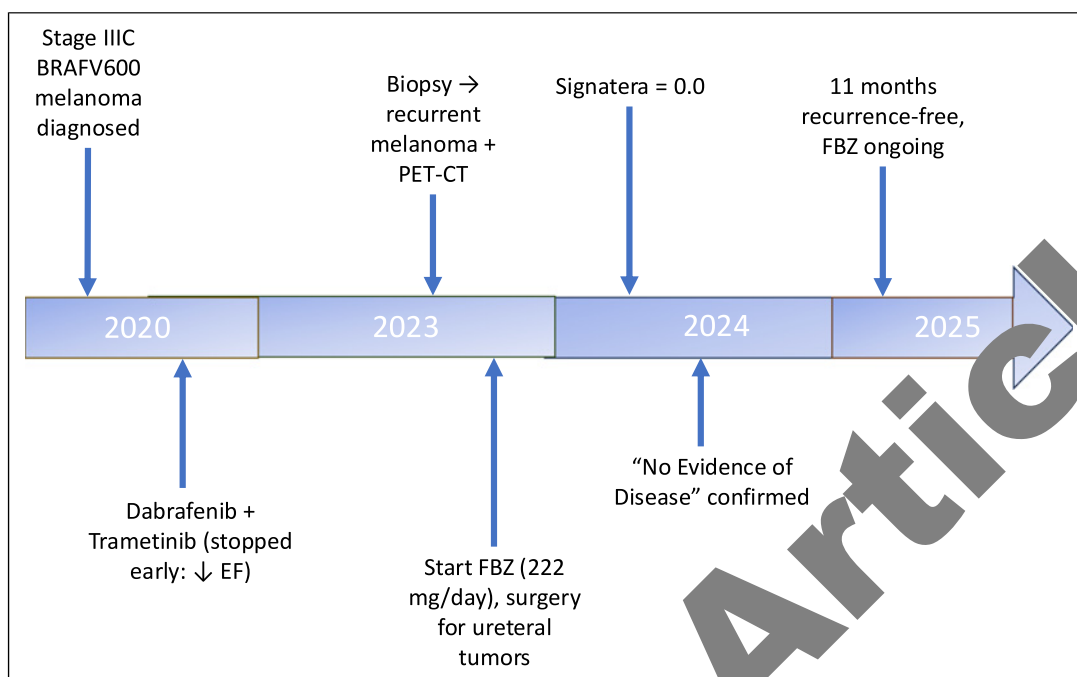 Stage IIIC
BRAFV600
melanoma
diagnosed
Biopsy →
recurrent
melanoma +
PET-CT
Signatera = 0.0
11 months
recurrence-free,
FBZ ongoing
2020
2023
2024
2025
Dabrafenib +
Trametinib (stopped
early: ↓ EF)
Start FBZ (222
mg/day), surgery
for ureteral
tumors
“No Evidence of
Disease” confirmed
Articl